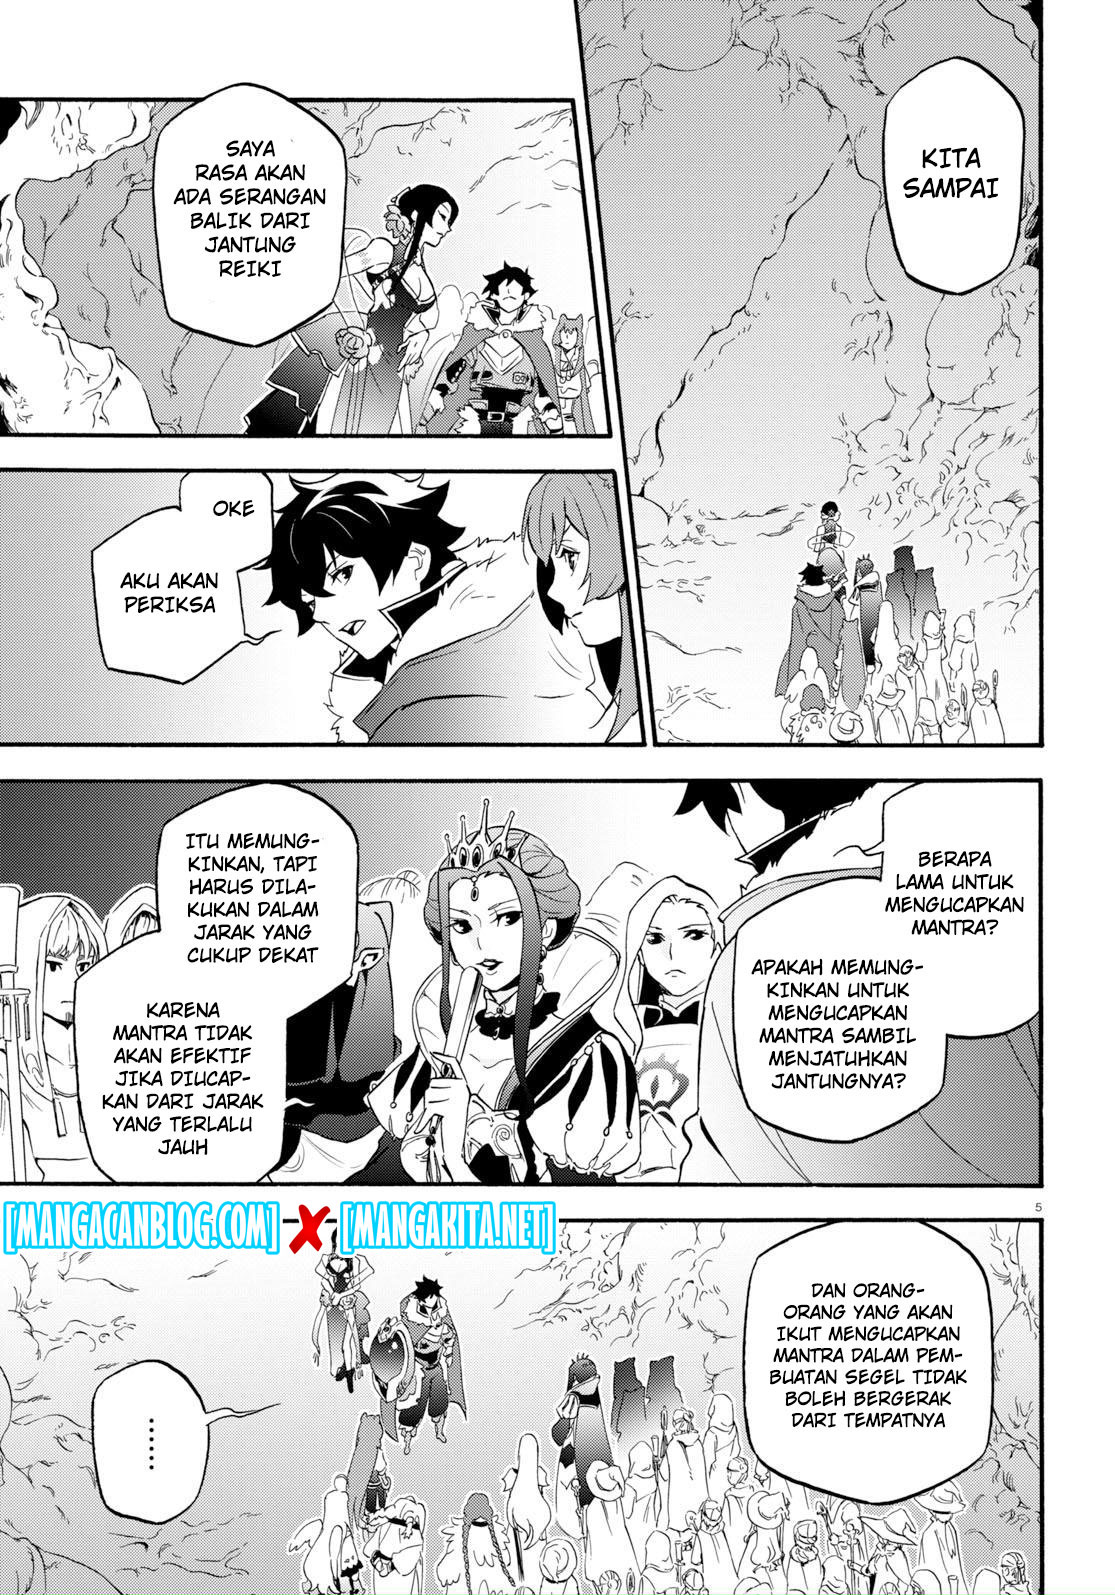 KITA
SAMPAI
SAYA
RASA AKAN
ADA SERANGAN
BALIK DARI
JANTUNG
REIKI
OKE
AKU AKAN
PERIKSA
BERAPA
LAMA UNTUK
MENGUCAPKAN
MANTRA?
APAKAH MEMUNG-
KINKAN UNTUK
MENGUCAPKAN
MANTRA SAMBIL
MENJATUHKAN
JANTUNGNYA?
ITU MEMUNG-
KINKAN, TAPI
HARUS DILA-
KUKAN DALAM
JARAK YANG
CUKUP DEKAT
KARENA
MANTRA TIDAK
AKAN EFEKTIF
JIKA DIUCAP-
KAN DARI JARAK
YANG TERLALU
JAUH
5
[MANGACANBLOG.COM] X [MANGAKITA.NET]
DAN ORANG-
ORANG YANG AKAN
IKUT MENGUCAPKAN
MANTRA DALAM PEM-
BUATAN SEGEL TIDAK
BOLEH BERGERAK
DARI TEMPATNYA
......